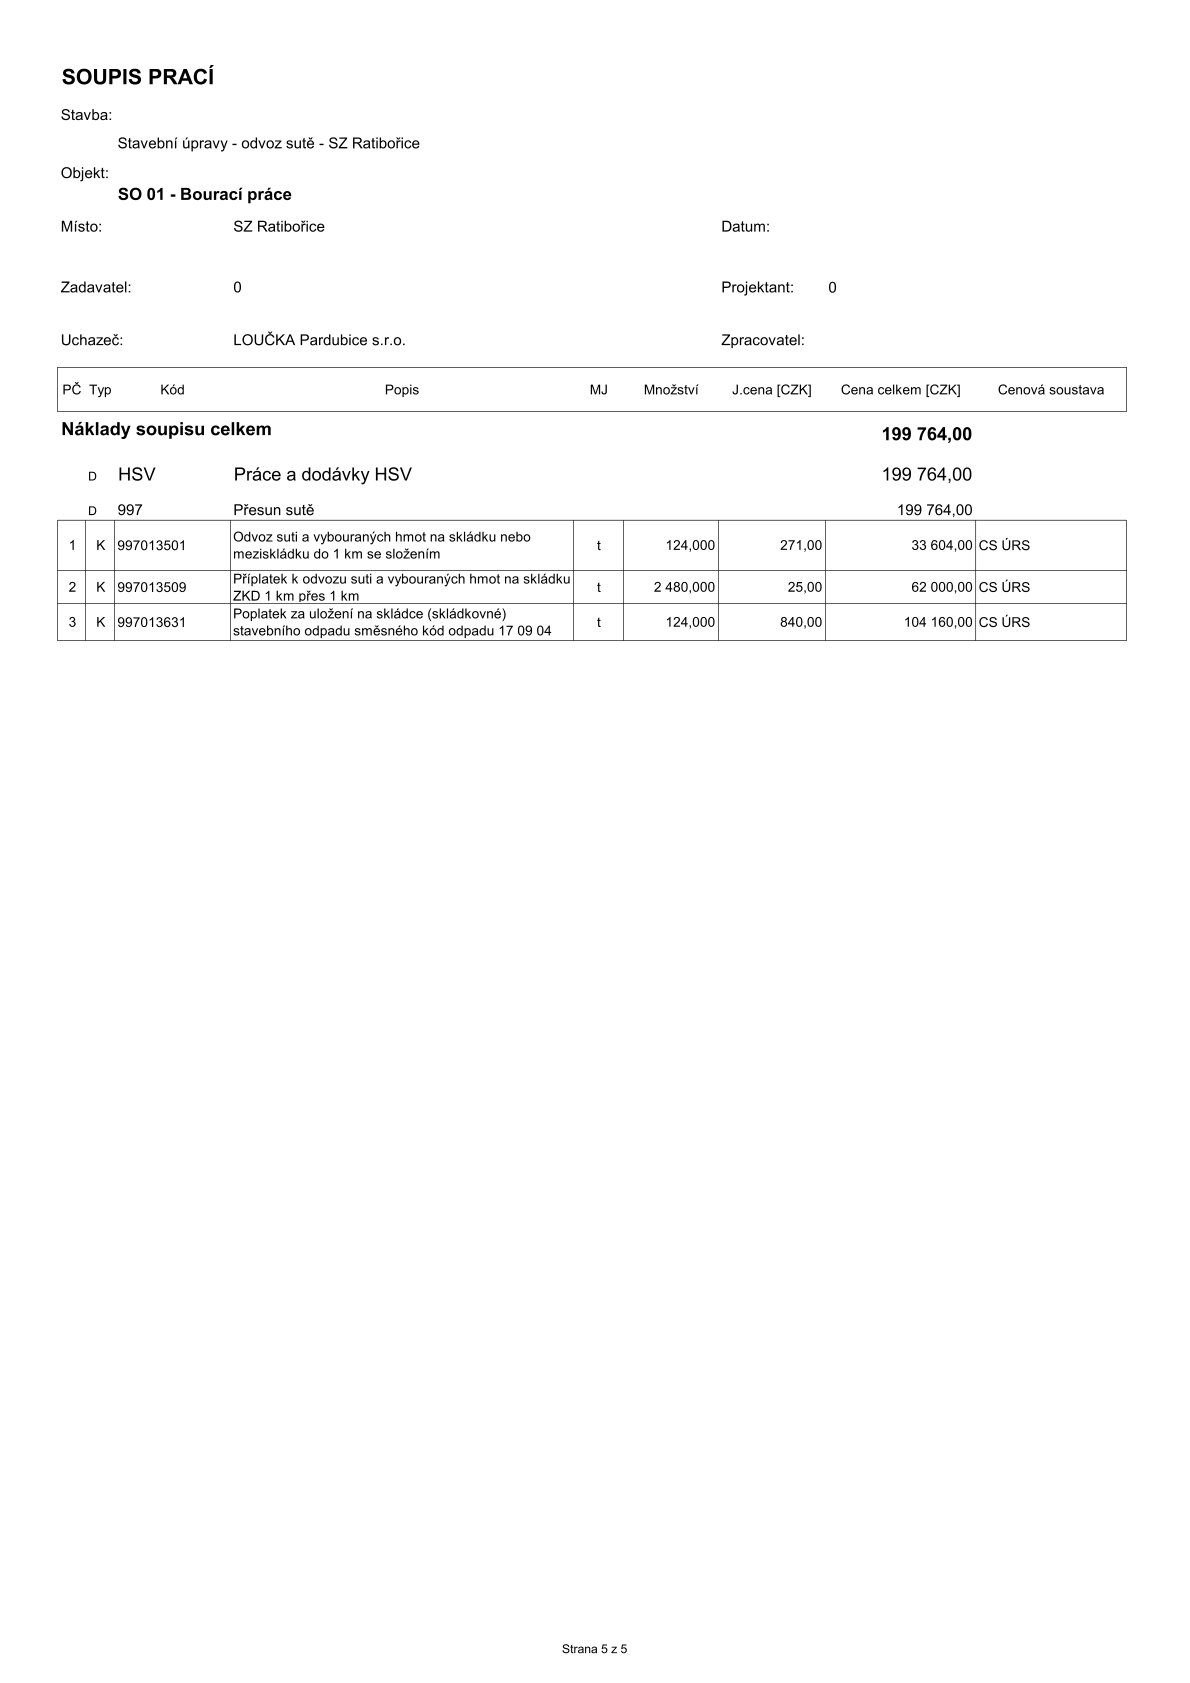 SOUPIS PRACÍ
Stavba:
Stavební úpravy - odvoz sutě - SZ Ratibořice
Objekt:
SO 01 - Bourací práce
Místo: SZ Ratibořice Datum:
Zadavatel: 0 Projektant: 0
Uchazeč: LOUČKA Pardubice s.r.o. Zpracovatel:
PČ Typ Kód Popis MJ Množství J.cena [CZK] Cena celkem [CZK] Cenová soustava
Náklady soupisu celkem 199 764,00
D HSV Práce a dodávky HSV 199 764,00
D 997 Přesun sutě 199 764,00
1 K 997013501 Odvoz suti a vybouraných hmot na skládku nebo
meziskládku do 1 km se složením t 124,000 271,00 33 604,00 CS ÚRS
2 K 997013509 Příplatek k odvozu suti a vybouraných hmot na skládku
ZKD 1 km přes 1 km t 2 480,000 25,00 62 000,00 CS ÚRS
3 K 997013631 Poplatek za uložení na skládce (skládkovné)
stavebního odpadu směsného kód odpadu 17 09 04 t 124,000 840,00 104 160,00 CS ÚRS
Strana 5 z 5